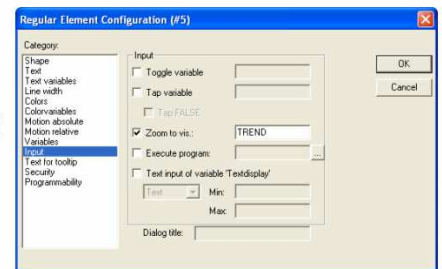 Regular Element Configuration (#5)
Category:
Shape
Text
Text variables
Line width
Colors
Colorvariables
Motion absolute
Motion relative
Variables
Input
Text for tooltip
Security
Programmability
Input
Toggle variable
Tap variable
Tap FALSE
Zoom to vis.: TREND
Execute program: ...
Text input of variable 'Textdisplay'
Text Min:
Max:
Dialog title:
OK
Cancel